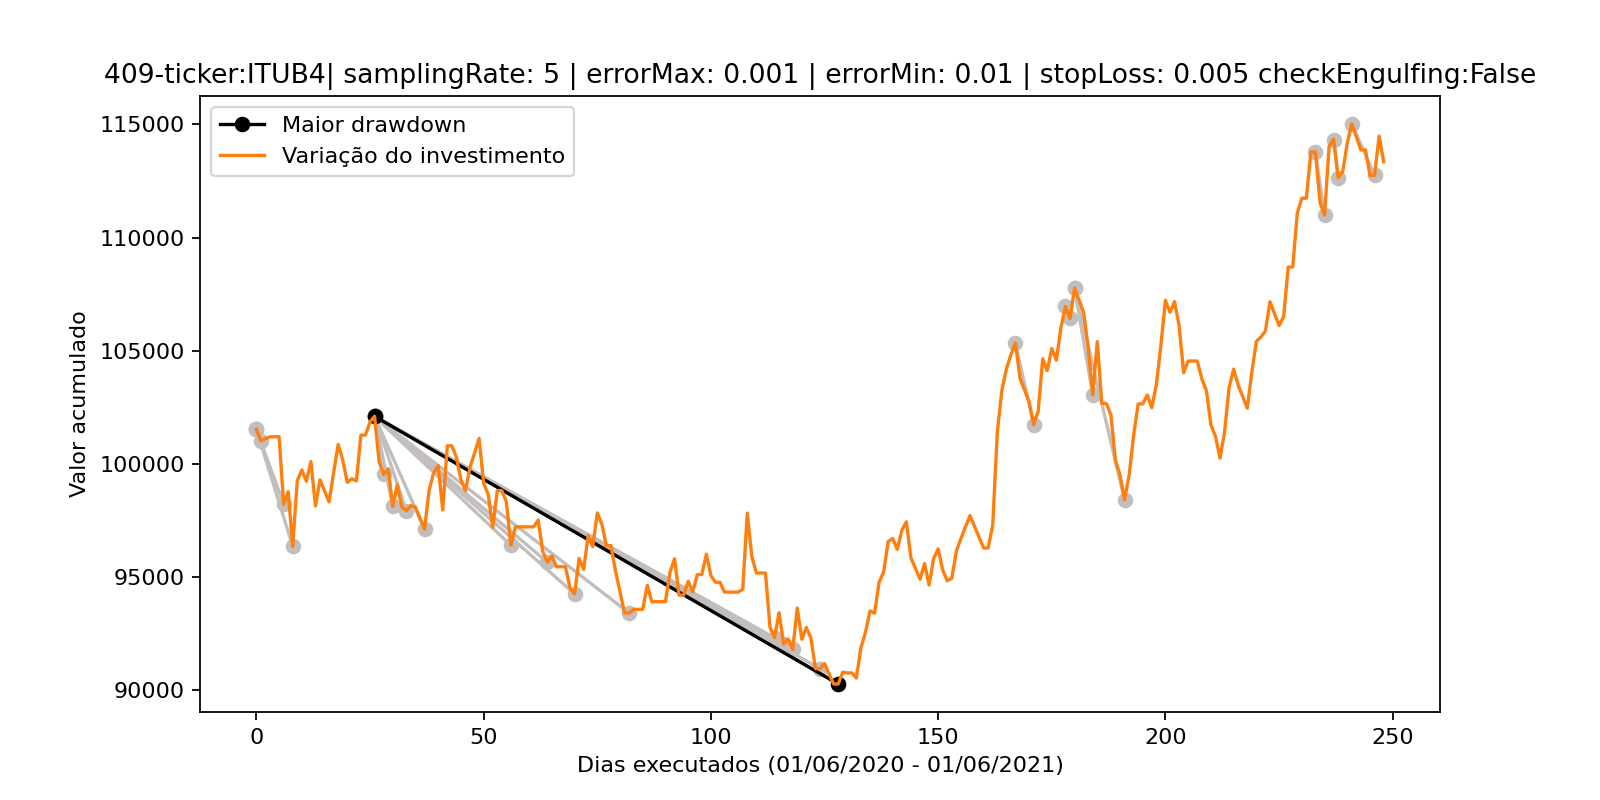 409-ticker:ITUB4| samplingRate: 5 | errorMax: 0.001 | errorMin: 0.01 | stopLoss: 0.005 checkEngulfing:False
Maior drawdown
Variação do investimento
115000
110000
105000
100000
95000
90000
Valor acumulado
0 50 100 150 200 250
Dias executados (01/06/2020 - 01/06/2021)